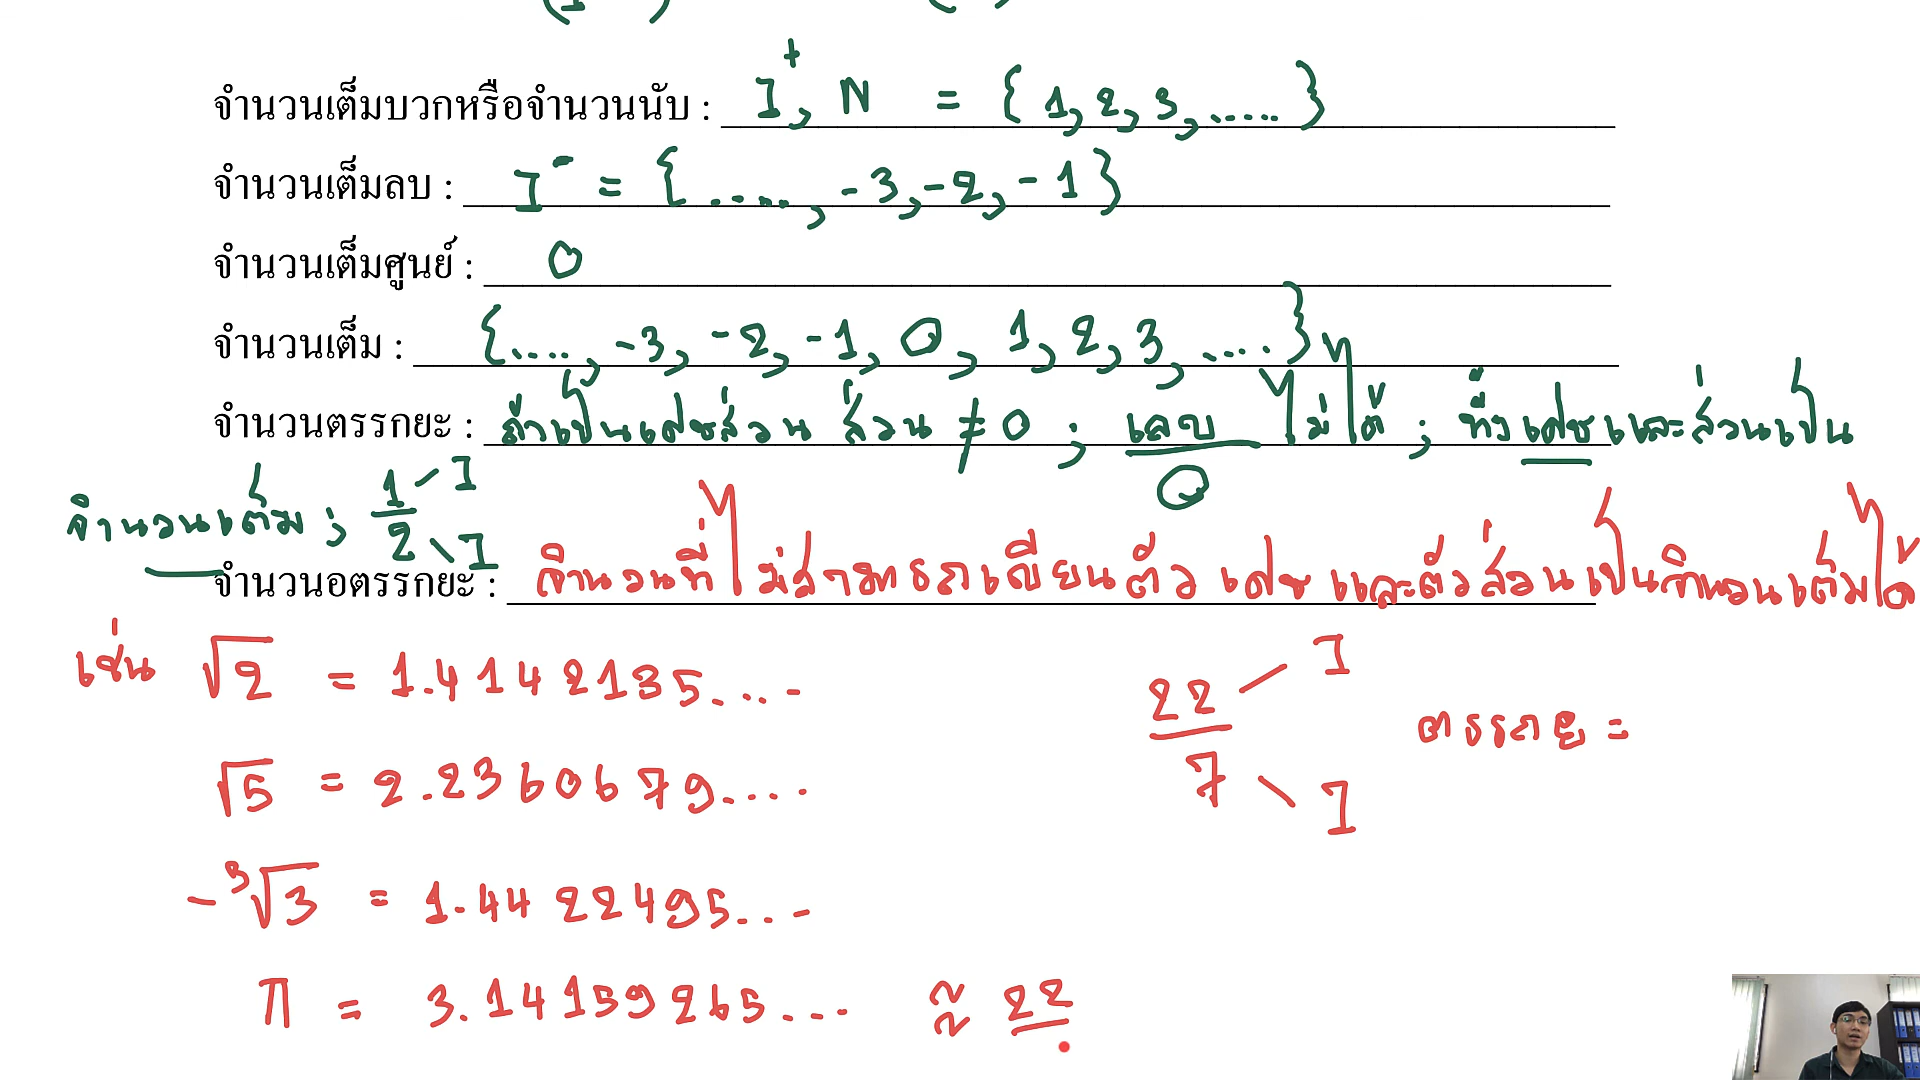 จำนวนเต็มบวกหรือจำนวนนับ : I⁺, N = {1, 2, 3, .....}
จำนวนเต็มลบ : I⁻ = {....., -3, -2, -1}
จำนวนเต็มศูนย์ : 0
จำนวนเต็ม : {...., -3, -2, -1, 0, 1, 2, 3, ....}
จำนวนตรรกยะ : ถ้าเป็นเศษส่วน ส่วน ≠ 0 ; เลข/0 ไม่ได้ ; ทั้งเศษและส่วนเป็น
จำนวนเต็ม ; 1/2 I I
จำนวนอตรรกยะ : จำนวนที่ไม่สามารถเขียนตัวเศษและตัวส่วนเป็นจำนวนเต็มได้
เช่น √2 = 1.4142135....
22/7 I I ตรรกยะ =
√5 = 2.2360679....
-³√3 = 1.4422495...
π = 3.14159265... ≈ 22